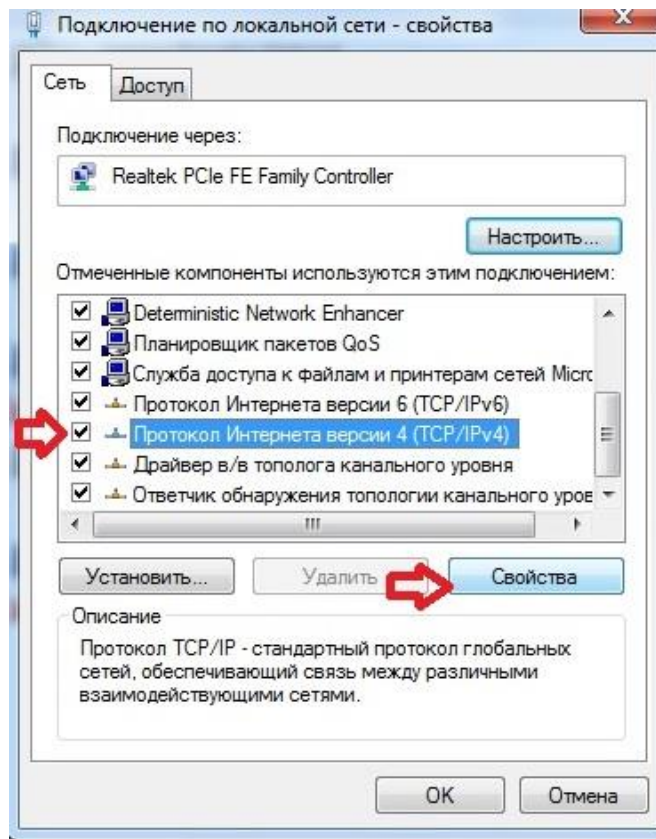 Подключение по локальной сети - свойства
Сеть
Доступ
Подключение через:
Realtek PCIe FE Family Controller
Настроить...
Отмеченные компоненты используются этим подключением:
Deterministic Network Enhancer
Планировщик пакетов QoS
Служба доступа к файлам и принтерам сетей Micro
Протокол Интернета версии 6 (TCP/IPv6)
Протокол Интернета версии 4 (TCP/IPv4)
Драйвер в/в тополога канального уровня
Ответчик обнаружения топологии канального уров
Установить...
Удалить
Свойства
Описание
Протокол TCP/IP - стандартный протокол глобальных
сетей, обеспечивающий связь между различными
взаимодействующими сетями.
OK
Отмена